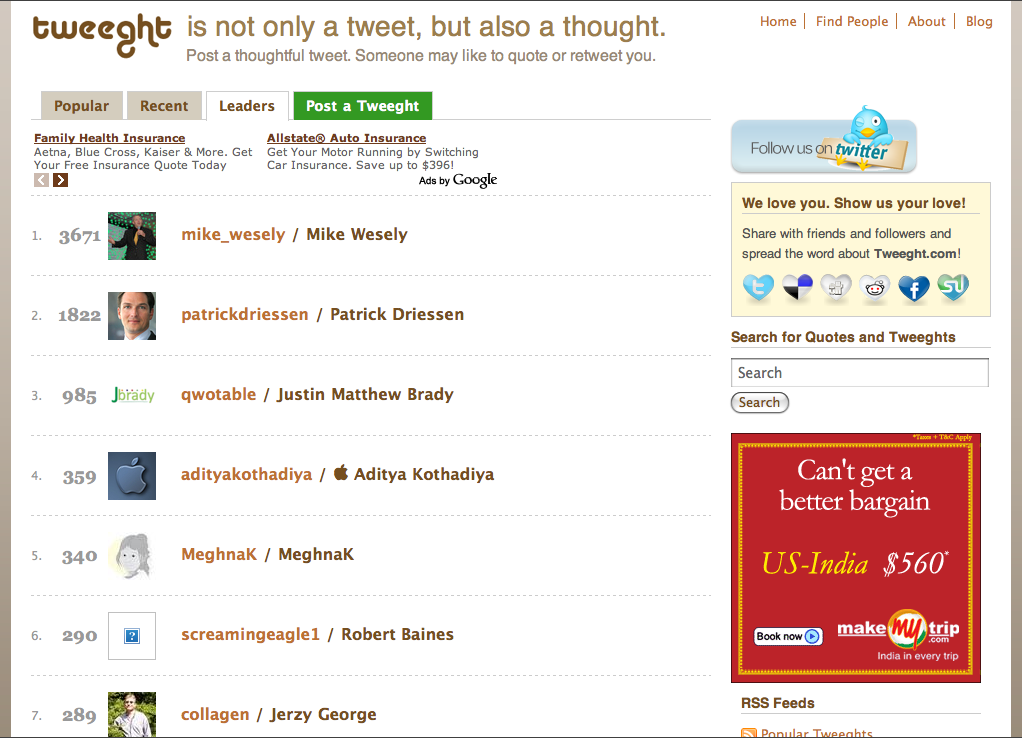 tweeght is not only a tweet, but also a thought.
Post a thoughtful tweet. Someone may like to quote or retweet you.
Home | Find People | About | Blog
Popular Recent Leaders Post a Tweeght
Family Health Insurance
Aetna, Blue Cross, Kaiser & More. Get
Your Free Insurance Quote Today
Allstate® Auto Insurance
Get Your Motor Running by Switching
Car Insurance. Save up to $396!
Ads by Google
1. 3671 mike_wesely / Mike Wesely
2. 1822 patrickdriessen / Patrick Driessen
3. 985 Jbrady qwotable / Justin Matthew Brady
4. 359 adityakothadiya / Aditya Kothadiya
5. 340 MeghnaK / MeghnaK
6. 290 ? screamingeagle1 / Robert Baines
7. 289 collagen / Jerzy George
Follow us on twitter
We love you. Show us your love!
Share with friends and followers and
spread the word about Tweeght.com!
t f su
Search for Quotes and Tweeghts
Search
Search
*Taxes + T&C Apply
Can't get a
better bargain
US-India $560*
Book now
make my trip .com
India in every trip
RSS Feeds
Popular Tweeghts